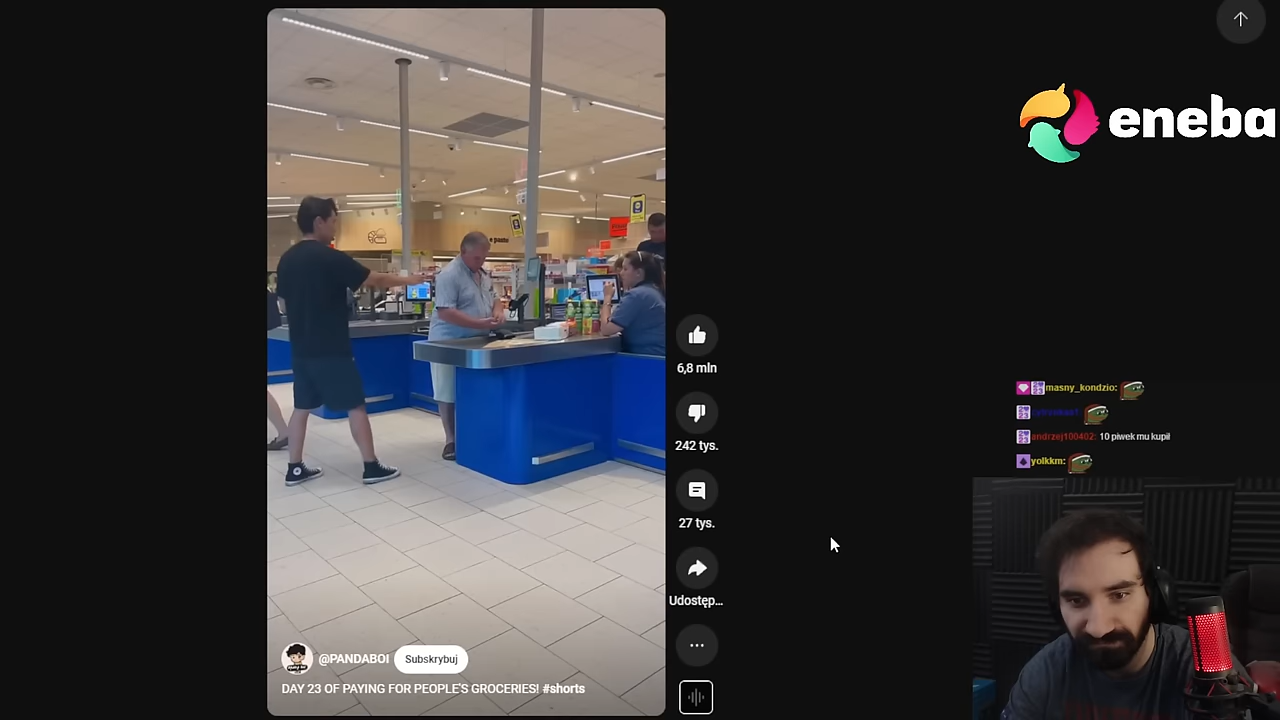 eneba
6,8 mln
242 tys.
27 tys.
Udostęp...
masny_kondzio:
andrzej100402: 10 piwek mu kupil
yolkkm:
@PANDABOI
Subskrybuj
DAY 23 OF PAYING FOR PEOPLE'S GROCERIES! #shorts